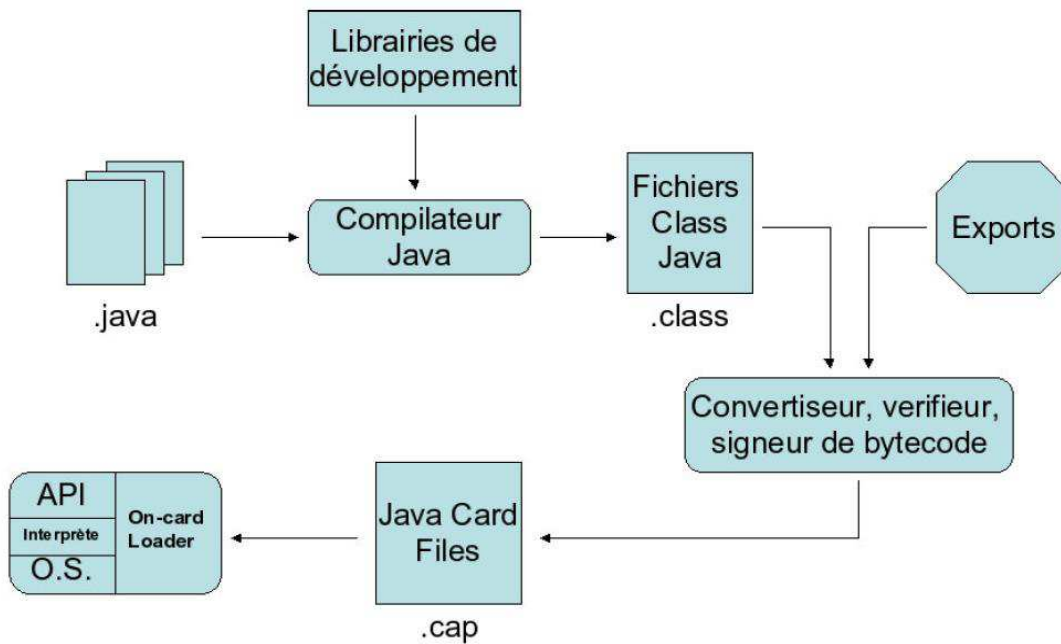 Librairies de
développement
.java
Compilateur
Java
Fichiers
Class
Java
.class
Exports
Convertiseur, verifieur,
signeur de bytecode
API
Interprète
O.S.
On-card
Loader
Java Card
Files
.cap